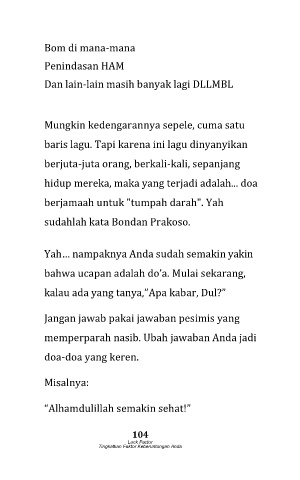 Bom di mana-mana
Penindasan HAM
Dan lain-lain masih banyak lagi DLLMBL
Mungkin kedengarannya sepele, cuma satu
baris lagu. Tapi karena ini lagu dinyanyikan
berjuta-juta orang, berkali-kali, sepanjang
hidup mereka, maka yang terjadi adalah... doa
berjamaah untuk "tumpah darah". Yah
sudahlah kata Bondan Prakoso.
Yah... nampaknya Anda sudah semakin yakin
bahwa ucapan adalah do’a. Mulai sekarang,
kalau ada yang tanya,“Apa kabar, Dul?”
Jangan jawab pakai jawaban pesimis yang
memperparah nasib. Ubah jawaban Anda jadi
doa-doa yang keren.
Misalnya:
“Alhamdulillah semakin sehat!”
104
Luck Factor
Tingkatkan Faktor Keberuntungan Anda